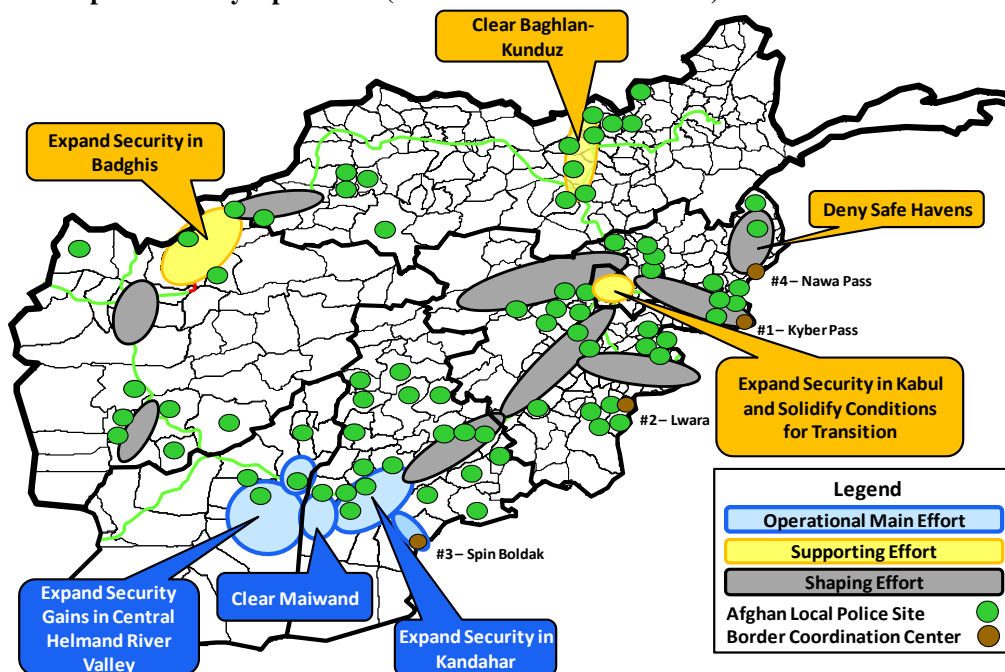 Clear Baghlan-
Kunduz
Expand Security in
Badghis
Deny Safe Havens
#4 – Nawa Pass
#1 – Kyber Pass
Expand Security in Kabul
and Solidify Conditions
for Transition
#2 – Lwara
#3 – Spin Boldak
Expand Security
Gains in Central
Helmand River
Valley
Clear Maiwand
Expand Security in
Kandahar
Legend
Operational Main Effort
Supporting Effort
Shaping Effort
Afghan Local Police Site
Border Coordination Center